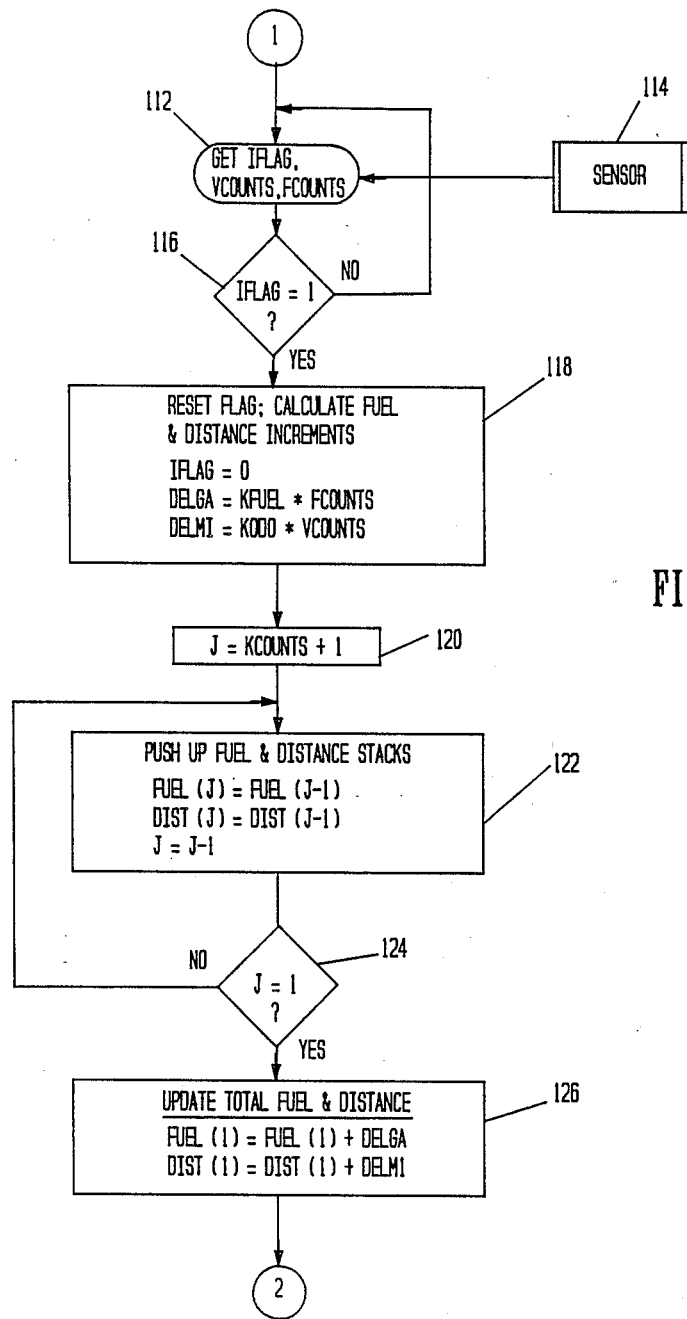 1
112
114
GET IFLAG,
VCOUNTS,FCOUNTS
SENSOR
116
NO
IFLAG = 1
?
YES
118
RESET FLAG; CALCULATE FUEL
& DISTANCE INCREMENTS
IFLAG = 0
DELGA = KFUEL * FCOUNTS
DELMI = KODO * VCOUNTS
FI
J = KCOUNTS + 1
120
PUSH UP FUEL & DISTANCE STACKS
122
FUEL (J) = FUEL (J-1)
DIST (J) = DIST (J-1)
J = J-1
124
NO
J = 1
?
YES
126
UPDATE TOTAL FUEL & DISTANCE
FUEL (1) = FUEL (1) + DELGA
DIST (1) = DIST (1) + DELMI
2